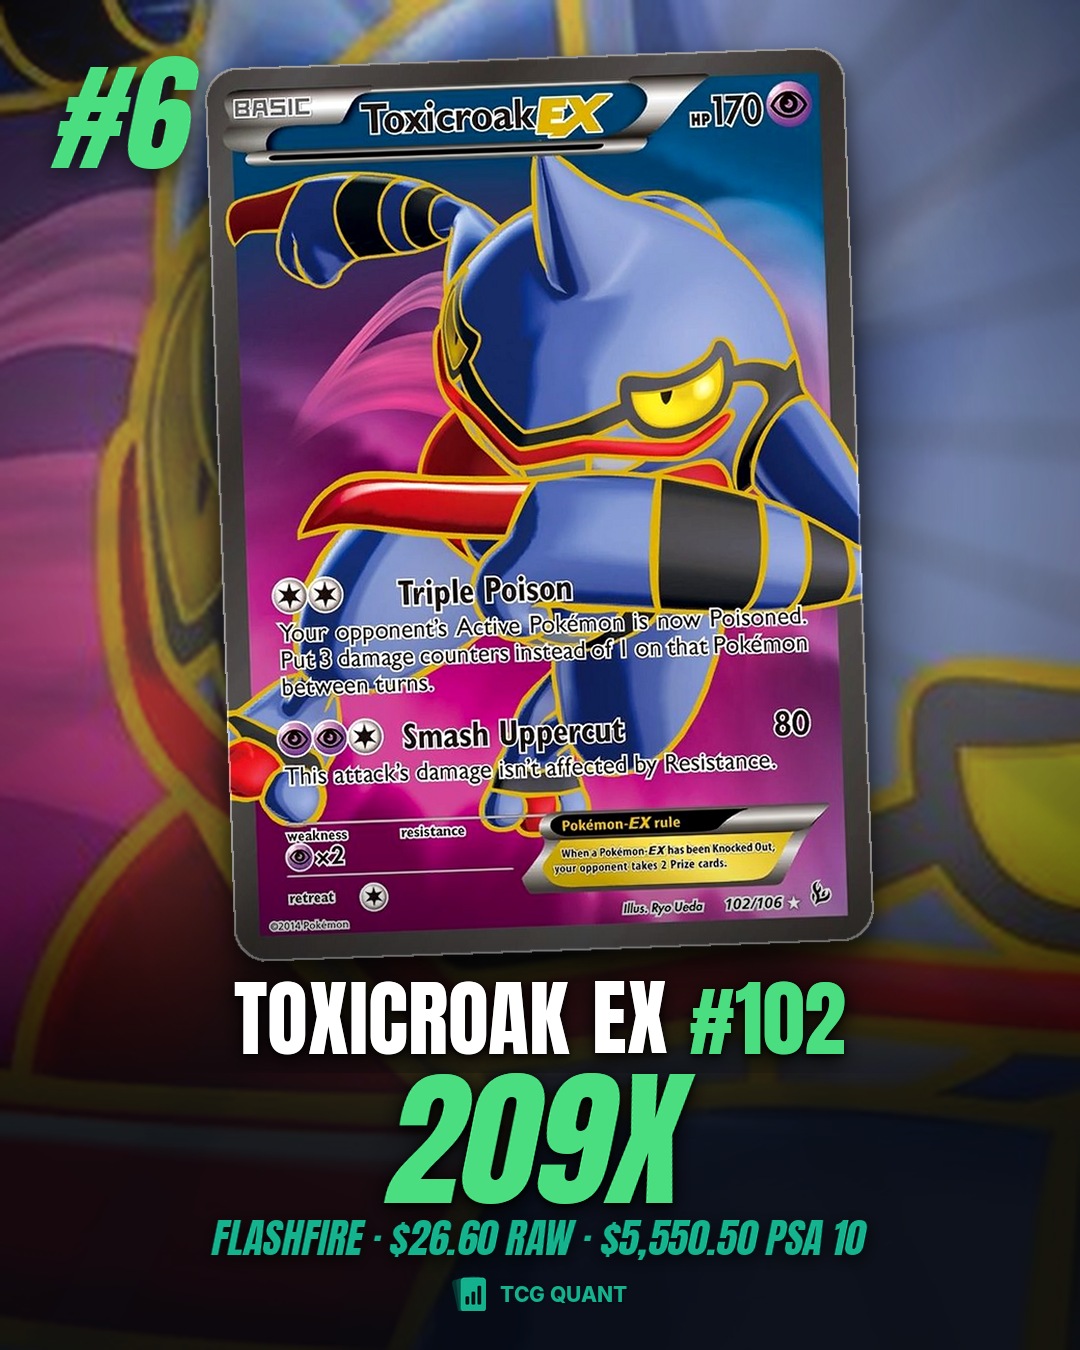 #6
BASIC
ToxicroakEX
HP170
Triple Poison
Your opponent's Active Pokémon is now Poisoned.
Put 3 damage counters instead of 1 on that Pokémon
between turns.
Smash Uppercut 80
This attack's damage isn't affected by Resistance.
weakness resistance
×2
Pokémon-EX rule
When a Pokémon-EX has been Knocked Out,
your opponent takes 2 Prize cards.
retreat
Illus. Ryo Ueda 102/106
©2014 Pokémon
TOXICROAK EX #102
209X
FLASHFIRE · $26.60 RAW · $5,550.50 PSA 10
TCG QUANT